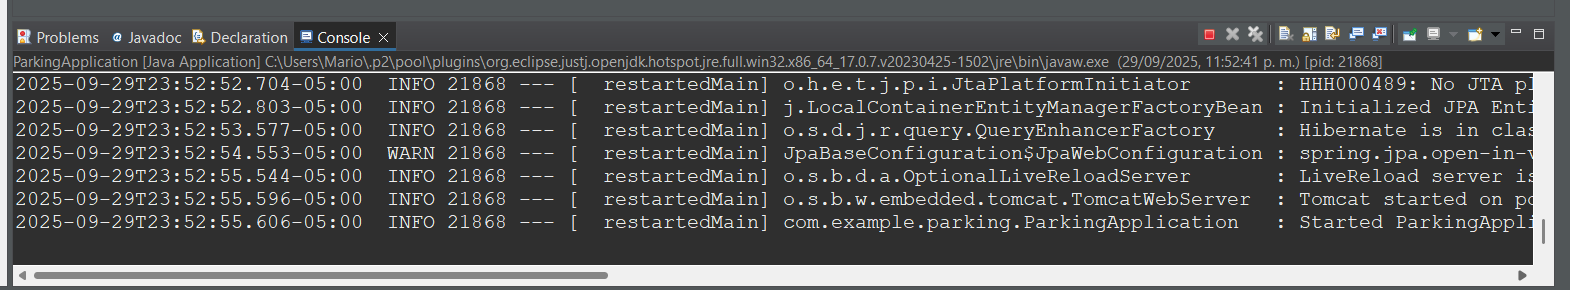 Problems @ Javadoc Declaration Console
ParkingApplication [Java Application] C:\Users\Mario\.p2\pool\plugins\org.eclipse.justj.openjdk.hotspot.jre.full.win32.x86_64_17.0.7.v20230425-1502\jre\bin\javaw.exe (29/09/2025, 11:52:41 p. m.) [pid: 21868]
2025-09-29T23:52:52.704-05:00  INFO 21868 --- [  restartedMain] o.h.e.t.j.p.i.JtaPlatformInitiator       : HHH000489: No JTA pl
2025-09-29T23:52:52.803-05:00  INFO 21868 --- [  restartedMain] j.LocalContainerEntityManagerFactoryBean : Initialized JPA Enti
2025-09-29T23:52:53.577-05:00  INFO 21868 --- [  restartedMain] o.s.d.j.r.query.QueryEnhancerFactory     : Hibernate is in clas
2025-09-29T23:52:54.553-05:00  WARN 21868 --- [  restartedMain] JpaBaseConfiguration$JpaWebConfiguration : spring.jpa.open-in-v
2025-09-29T23:52:55.544-05:00  INFO 21868 --- [  restartedMain] o.s.b.d.a.OptionalLiveReloadServer       : LiveReload server is
2025-09-29T23:52:55.596-05:00  INFO 21868 --- [  restartedMain] o.s.b.w.embedded.tomcat.TomcatWebServer  : Tomcat started on po
2025-09-29T23:52:55.606-05:00  INFO 21868 --- [  restartedMain] com.example.parking.ParkingApplication   : Started ParkingAppli